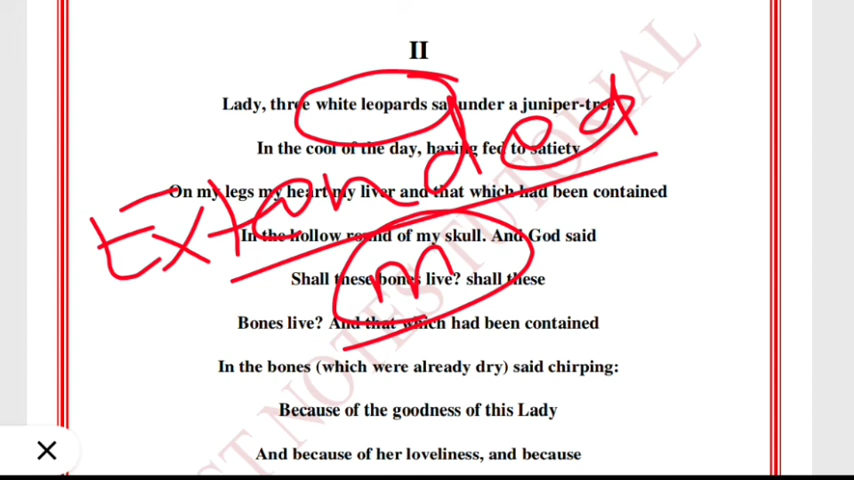 II
Lady, three white leopards sat under a juniper-tree
In the cool of the day, having fed to satiety
On my legs my heart my liver and that which had been contained
In the hollow round of my skull. And God said
Shall these bones live? shall these
Bones live? And that which had been contained
In the bones (which were already dry) said chirping:
Because of the goodness of this Lady
And because of her loveliness, and because
Extended
m
NOTES TUTORIAL